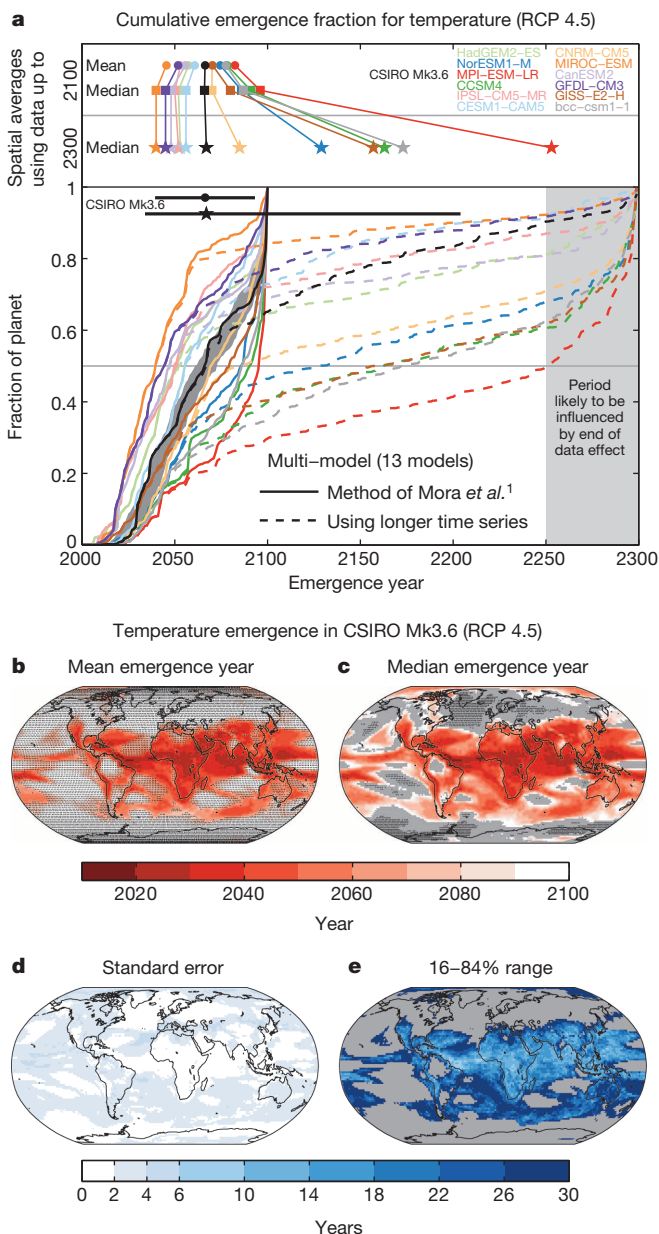 a Cumulative emergence fraction for temperature (RCP 4.5)
Spatial averages
using data up to
2100
2300
Mean
Median
Median
CSIRO Mk3.6
HadGEM2–ES
NorESM1–M
MPI–ESM–LR
CCSM4
IPSL–CM5–MR
CESM1–CAM5
CNRM–CM5
MIROC–ESM
CanESM2
GFDL–CM3
GISS–E2–H
bcc–csm1–1
Fraction of planet
1
0.8
0.6
0.4
0.2
0
CSIRO Mk3.6
Period
likely to be
influenced
by end of
data effect
Multi–model (13 models)
Method of Mora et al.1
Using longer time series
2000 2050 2100 2150 2200 2250 2300
Emergence year
Temperature emergence in CSIRO Mk3.6 (RCP 4.5)
b Mean emergence year
c Median emergence year
2020 2040 2060 2080 2100
Year
d Standard error
e 16–84% range
0 2 4 6 10 14 18 22 26 30
Years